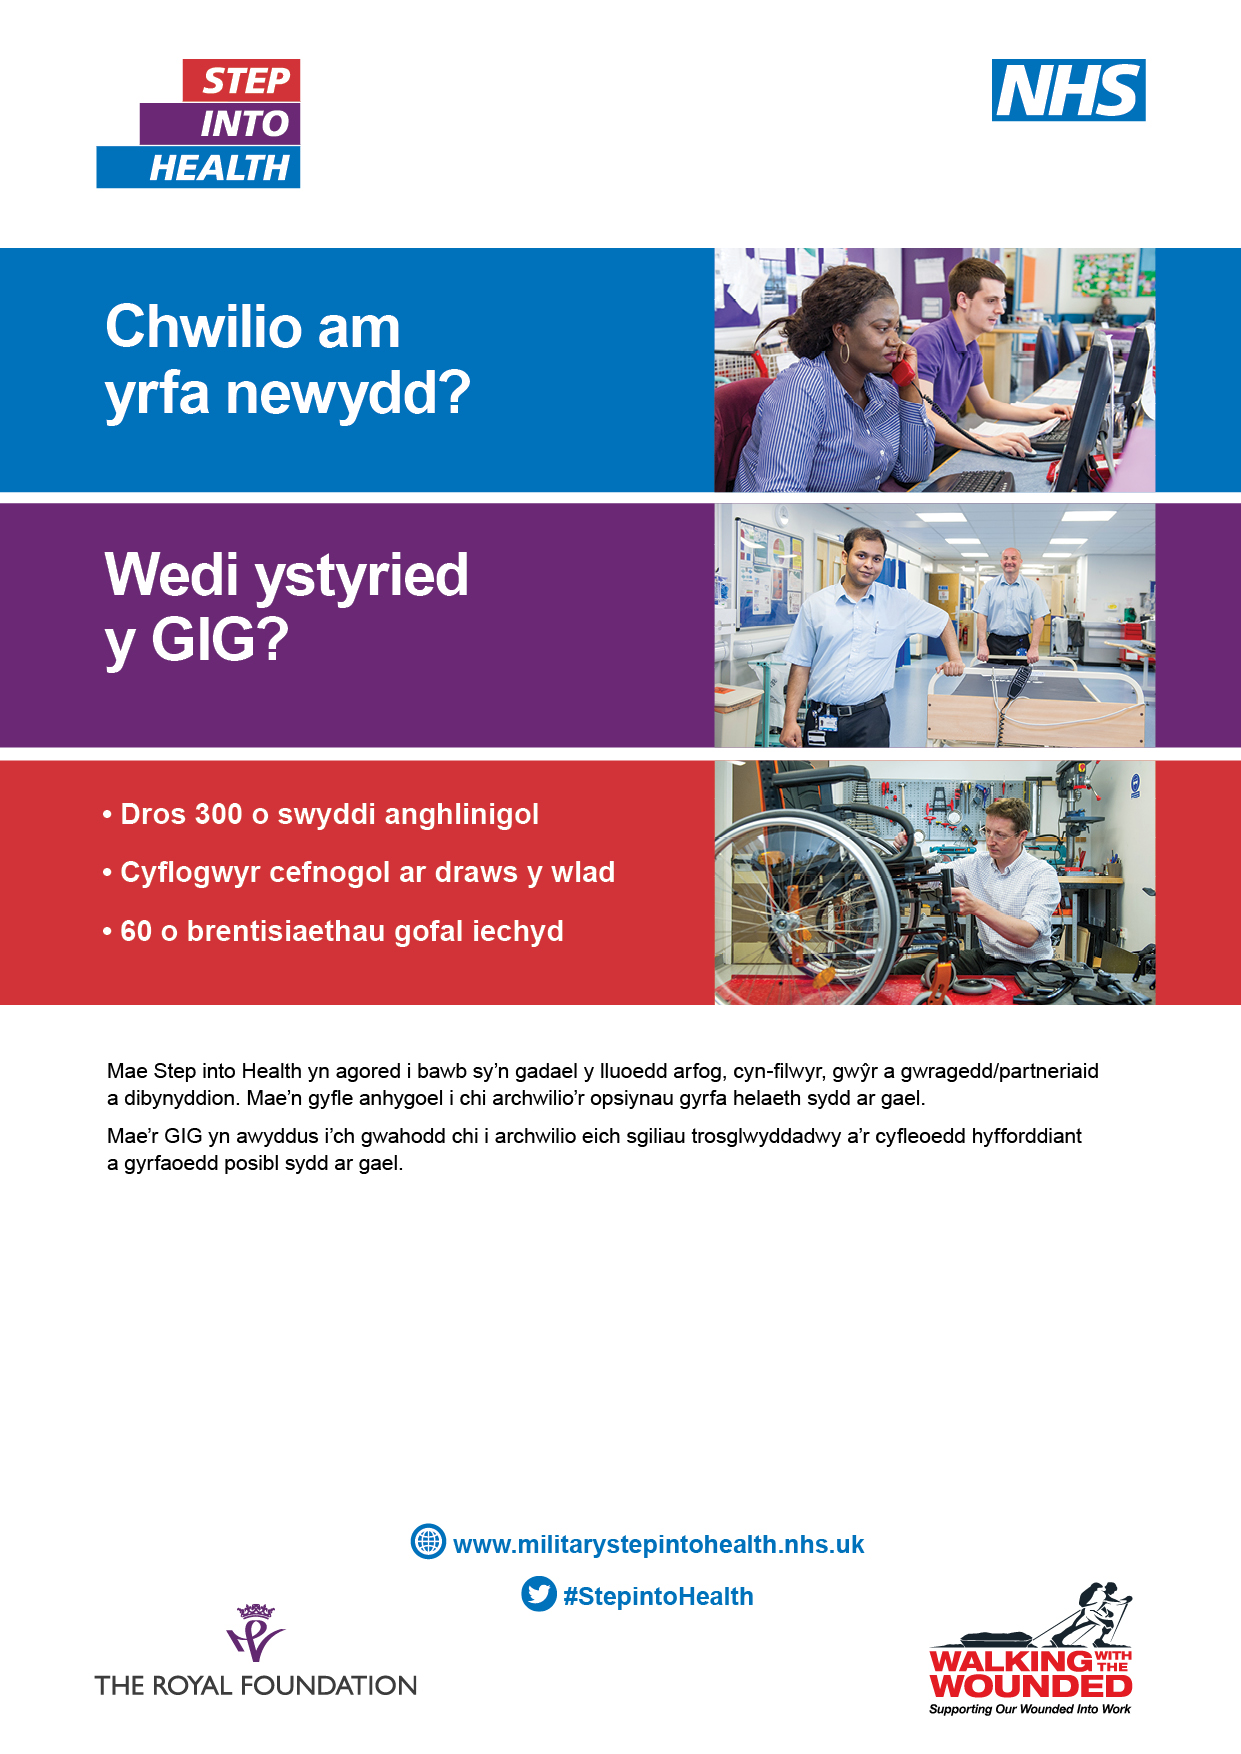 STEP
INTO
HEALTH
NHS
Chwilio am
yrfa newydd?
Wedi ystyried
y GIG?
• Dros 300 o swyddi anghlinigol
• Cyflogwyr cefnogol ar draws y wlad
• 60 o brentisiaethau gofal iechyd
Mae Step into Health yn agored i bawb sy’n gadael y lluoedd arfog, cyn-filwyr, gwŷr a gwragedd/partneriaid
a dibynyddion. Mae’n gyfle anhygoel i chi archwilio’r opsiynau gyrfa helaeth sydd ar gael.
Mae’r GIG yn awyddus i’ch gwahodd chi i archwilio eich sgiliau trosglwyddadwy a’r cyfleoedd hyfforddiant
a gyrfaoedd posibl sydd ar gael.
www.militarystepintohealth.nhs.uk
#StepintoHealth
THE ROYAL FOUNDATION
WALKING WITH THE
WOUNDED
Supporting Our Wounded Into Work